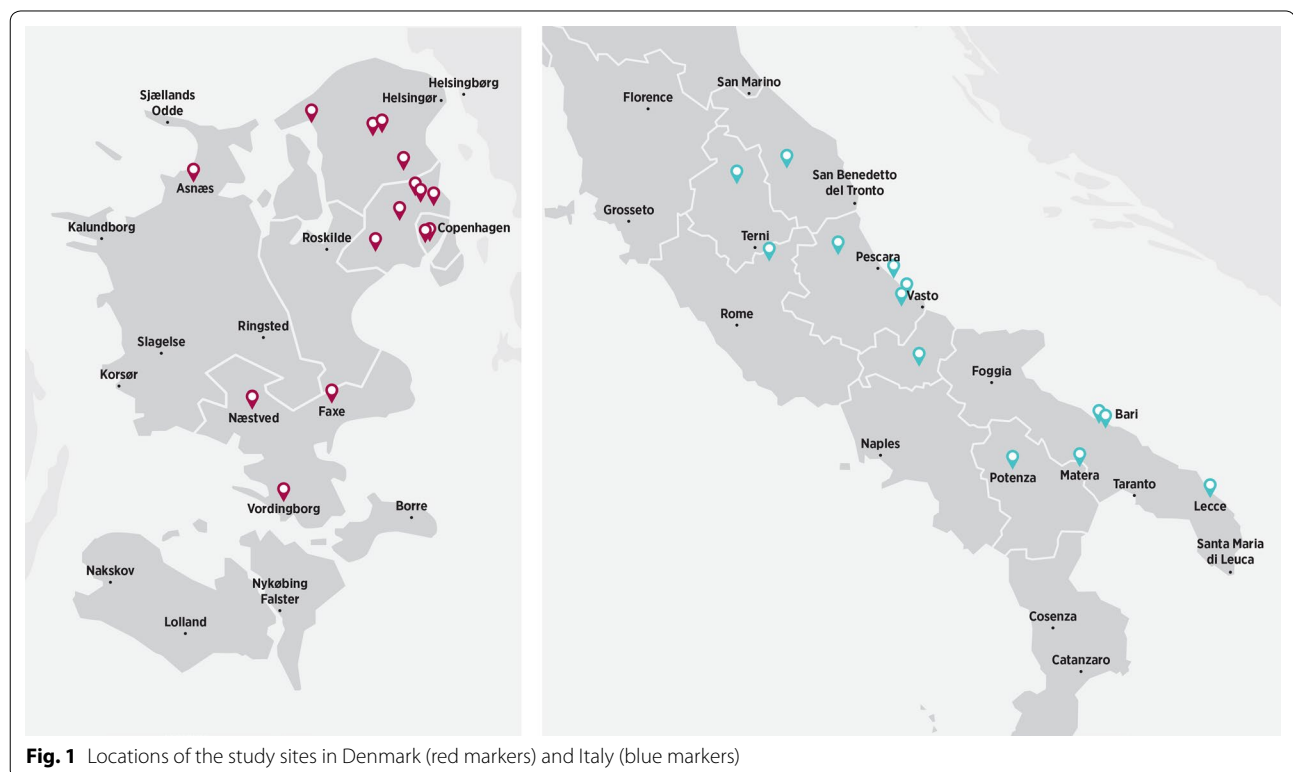 Helsingbørg
Helsingør
Sjællands
Odde
Asnæs
Kalundborg
Roskilde
Copenhagen
Ringsted
Slagelse
Korsør
Næstved
Faxe
Vordingborg
Borre
Nakskov
Nykøbing
Falster
Lolland
San Marino
Florence
San Benedetto
del Tronto
Grosseto
Terni
Pescara
Vasto
Rome
Foggia
Bari
Naples
Potenza
Matera
Taranto
Lecce
Santa Maria
di Leuca
Cosenza
Catanzaro
Fig. 1 Locations of the study sites in Denmark (red markers) and Italy (blue markers)